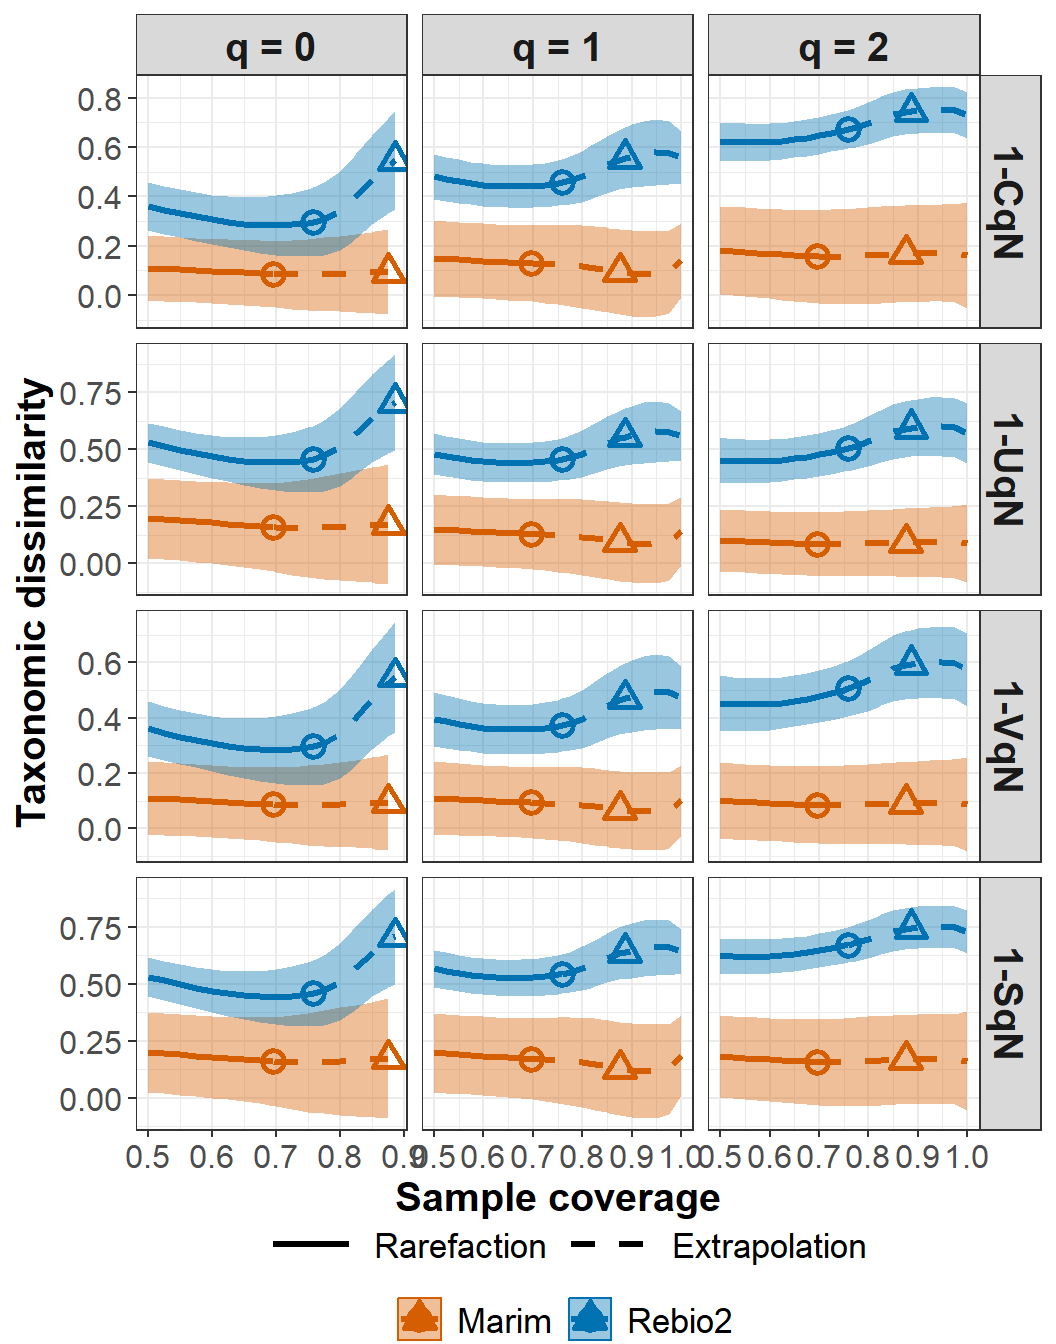 q = 0 q = 1 q = 2
0.8
0.6
0.4
0.2
0.0
1-CqN
0.75
0.50
0.25
0.00
1-UqN
Taxonomic dissimilarity
0.6
0.4
0.2
0.0
1-VqN
0.75
0.50
0.25
0.00
1-SqN
0.5 0.6 0.7 0.8 0.9 0.5 0.6 0.7 0.8 0.9 1.0 0.5 0.6 0.7 0.8 0.9 1.0
Sample coverage
Rarefaction Extrapolation
Marim Rebio2